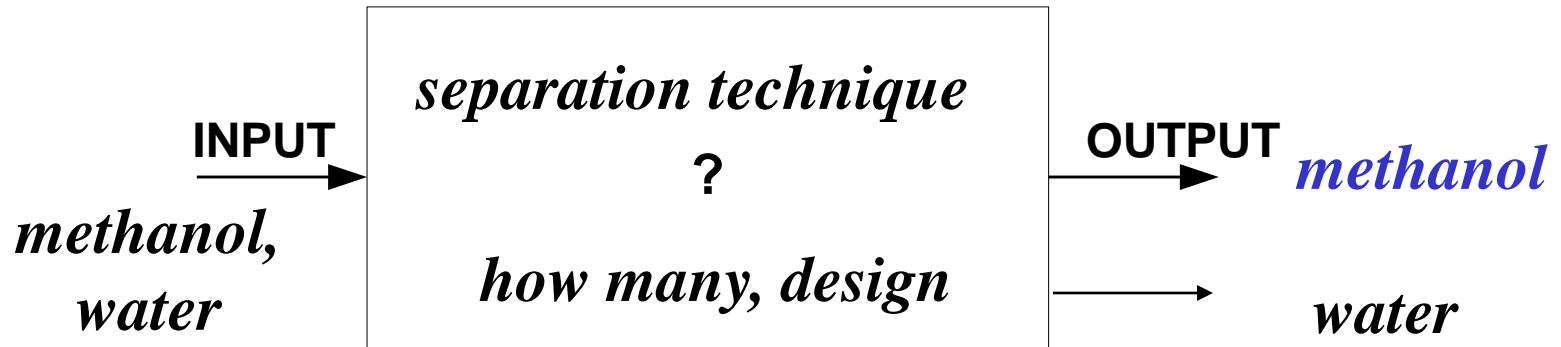 separation technique
INPUT
?
OUTPUT
methanol
methanol,
water
how many, design
water